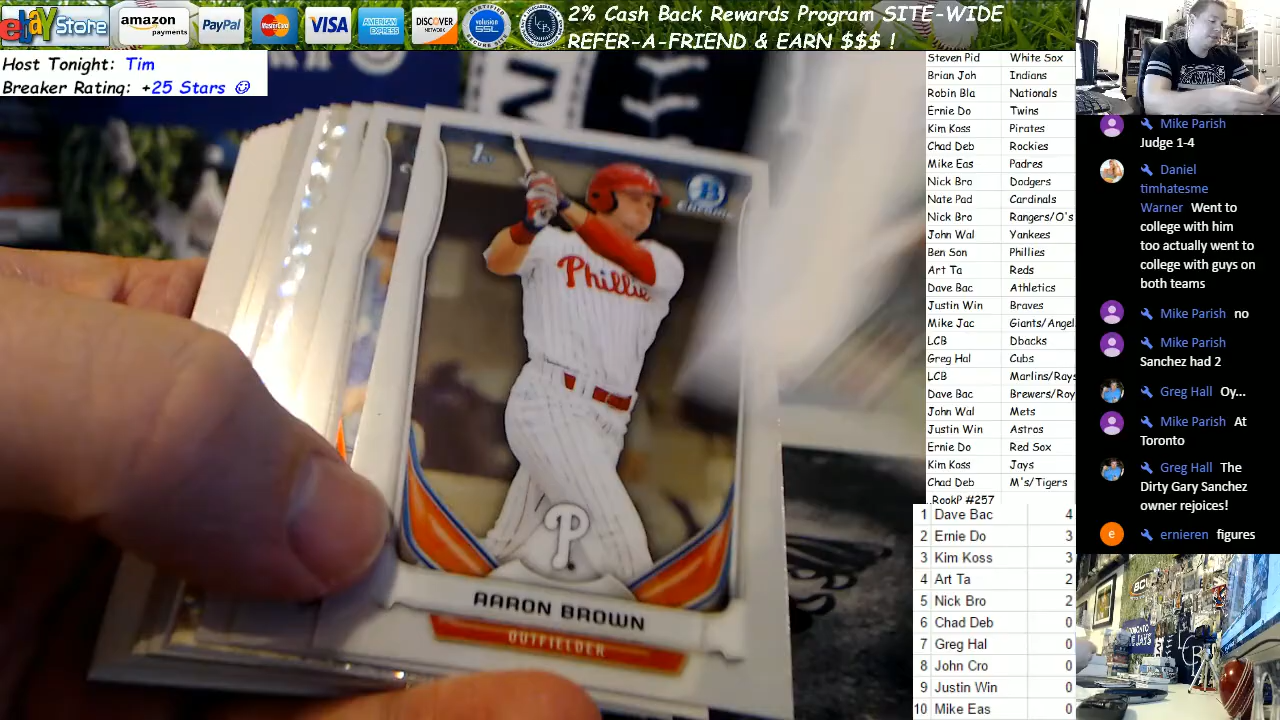 ebay Store
amazon payments
PayPal
MasterCard
VISA
AMERICAN EXPRESS
DISCOVER NETWORK
volusion SSL
LCB
2% Cash Back Rewards Program SITE-WIDE
REFER-A-FRIEND & EARN $$$ !
Host Tonight: Tim
Breaker Rating: +25 Stars
1st
B
Chrome
Phillie
P
AARON BROWN
OUTFIELDER
Steven Pid White Sox
Brian Joh Indians
Robin Bla Nationals
Ernie Do Twins
Kim Koss Pirates
Chad Deb Rockies
Mike Eas Padres
Nick Bro Dodgers
Nate Pad Cardinals
Nick Bro Rangers/O's
John Wal Yankees
Ben Son Phillies
Art Ta Reds
Dave Bac Athletics
Justin Win Braves
Mike Jac Giants/Angel
LCB Dbacks
Greg Hal Cubs
LCB Marlins/Rays
Dave Bac Brewers/Roy
John Wal Mets
Justin Win Astros
Ernie Do Red Sox
Kim Koss Jays
Chad Deb M's/Tigers
RookP #257
1 Dave Bac 4
2 Ernie Do 3
3 Kim Koss 3
4 Art Ta 2
5 Nick Bro 2
6 Chad Deb 0
7 Greg Hal 0
8 John Cro 0
9 Justin Win 0
10 Mike Eas 0
Mike Parish
Judge 1-4
Daniel
timhatesme
Warner Went to
college with him
too actually went to
college with guys on
both teams
Mike Parish no
Mike Parish
Sanchez had 2
Greg Hall Oy...
Mike Parish At
Toronto
Greg Hall The
Dirty Gary Sanchez
owner rejoices!
e ernieren figures